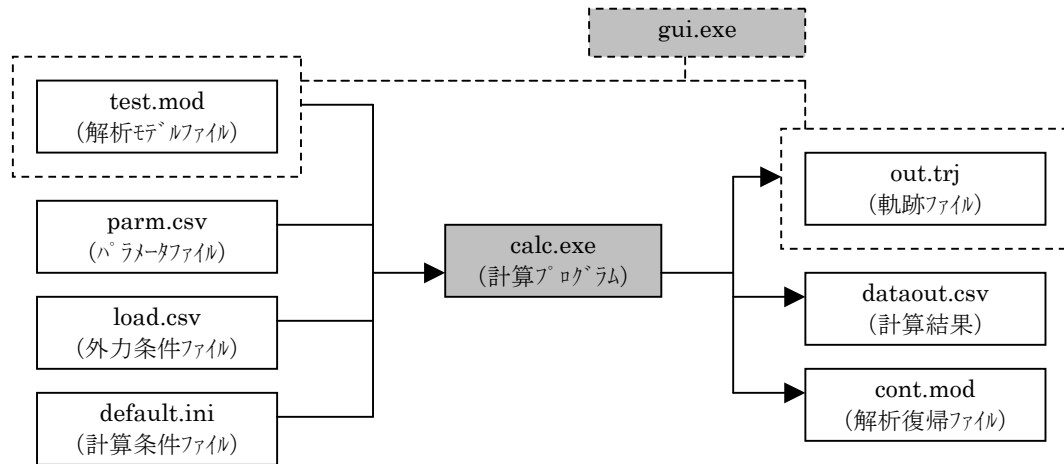 gui.exe
test.mod
(解析ﾓﾃﾞﾙﾌｧｲﾙ)
parm.csv
(ﾊﾟﾗﾒｰﾀﾌｧｲﾙ)
load.csv
(外力条件ﾌｧｲﾙ)
default.ini
(計算条件ﾌｧｲﾙ)
calc.exe
(計算ﾌﾟﾛｸﾞﾗﾑ)
out.trj
(軌跡ﾌｧｲﾙ)
dataout.csv
(計算結果)
cont.mod
(解析復帰ﾌｧｲﾙ)